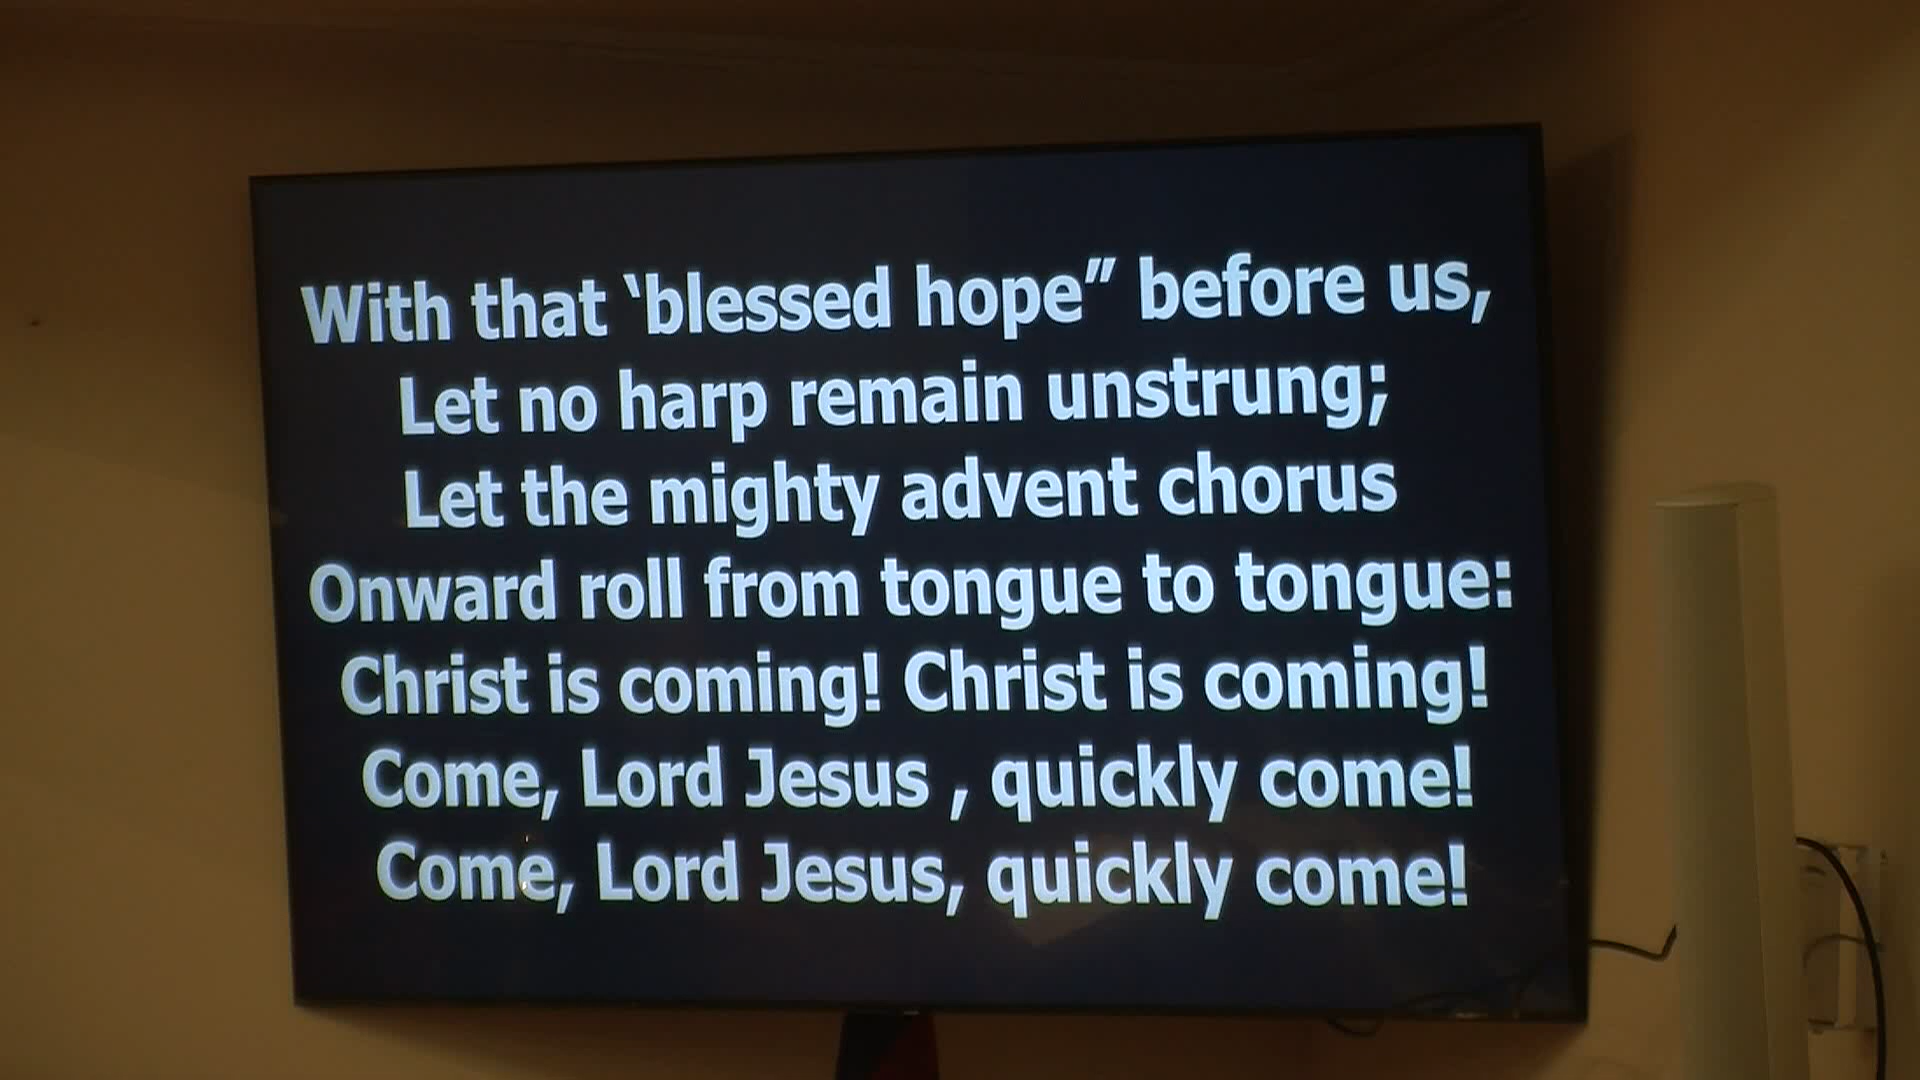 With that ‘blessed hope” before us,
Let no harp remain unstrung;
Let the mighty advent chorus
Onward roll from tongue to tongue:
Christ is coming! Christ is coming!
Come, Lord Jesus , quickly come!
Come, Lord Jesus, quickly come!